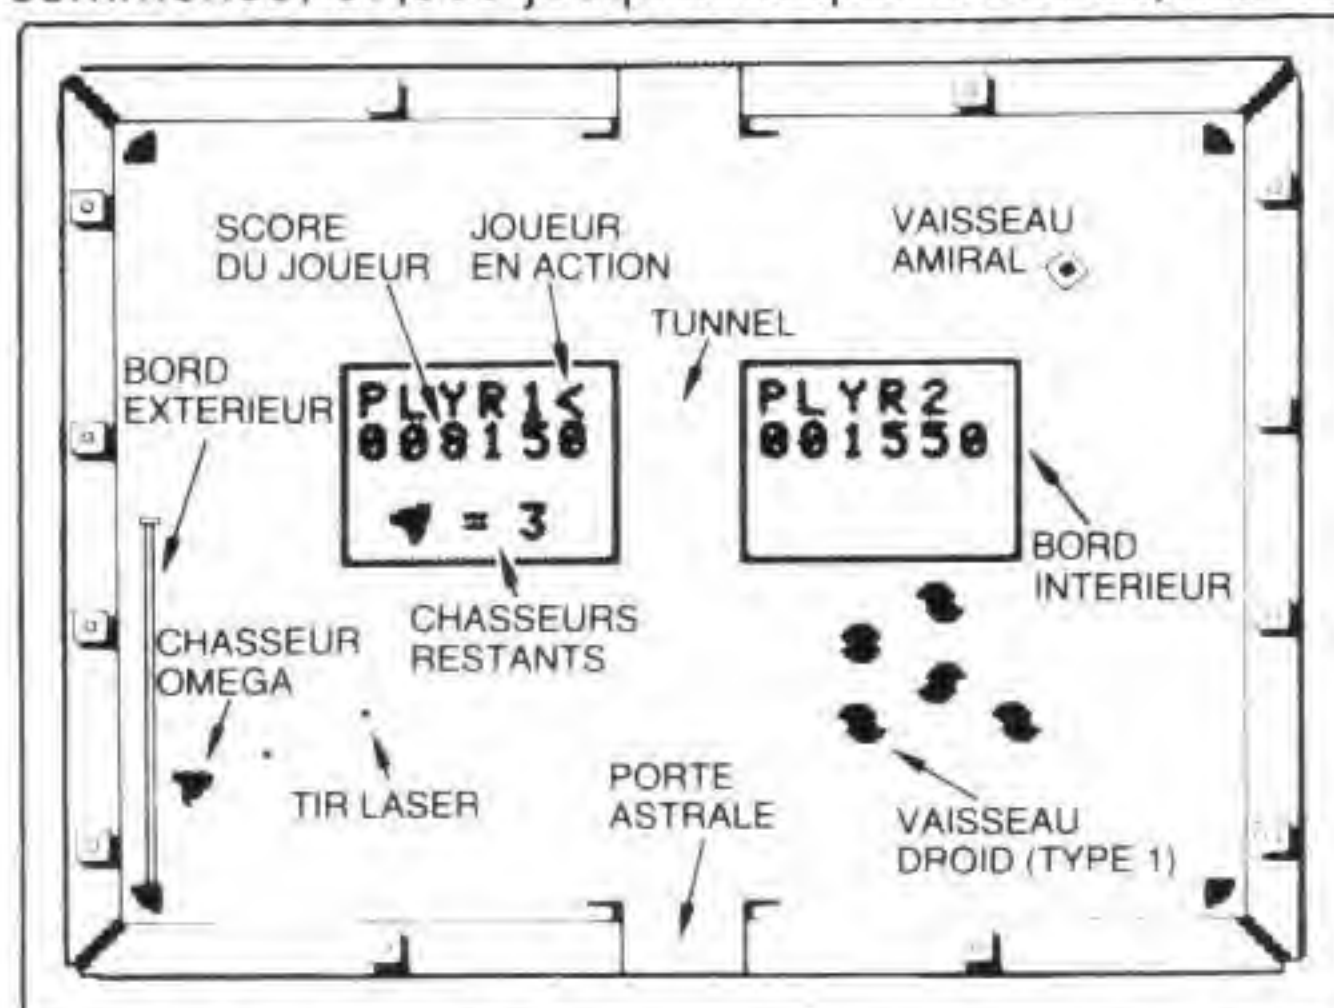 SCORE
DU JOUEUR
JOUEUR
EN ACTION
VAISSEAU
AMIRAL
TUNNEL
BORD
EXTERIEUR
PLYR1<
008150
= 3
PLYR2
001550
BORD
INTERIEUR
CHASSEURS
RESTANTS
CHASSEUR
OMEGA
TIR LASER
PORTE
ASTRALE
VAISSEAU
DROID (TYPE 1)